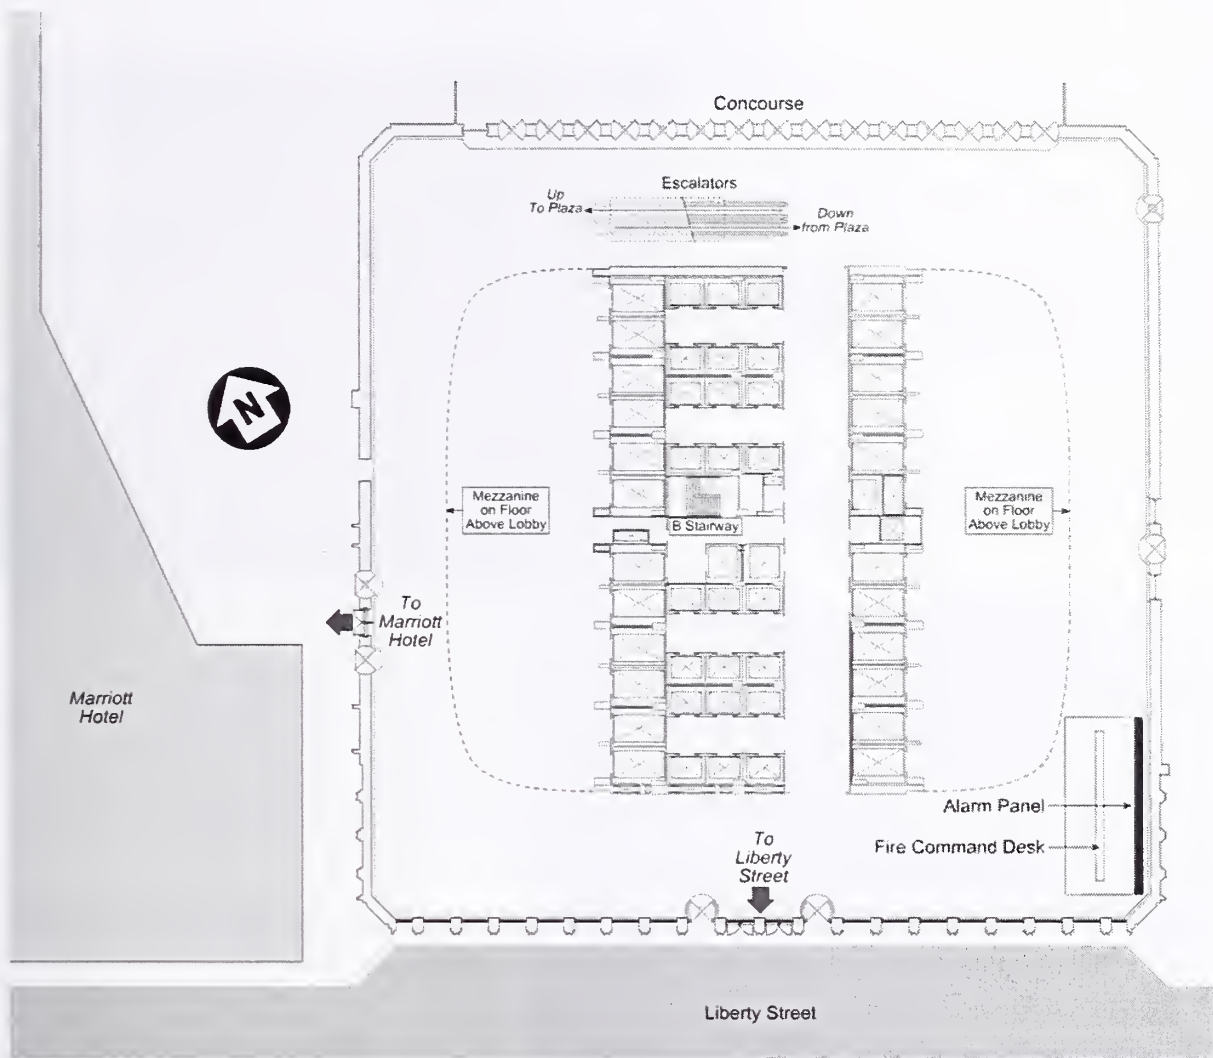 Concourse
Escalators
Up
To Plaza
Down
from Plaza
N
Mezzanine
on Floor
Above Lobby
Mezzanine
on Floor
Above Lobby
B Stairway
To
Marriott
Hotel
Marriott
Hotel
Alarm Panel
To
Liberty
Street
Fire Command Desk
Liberty Street